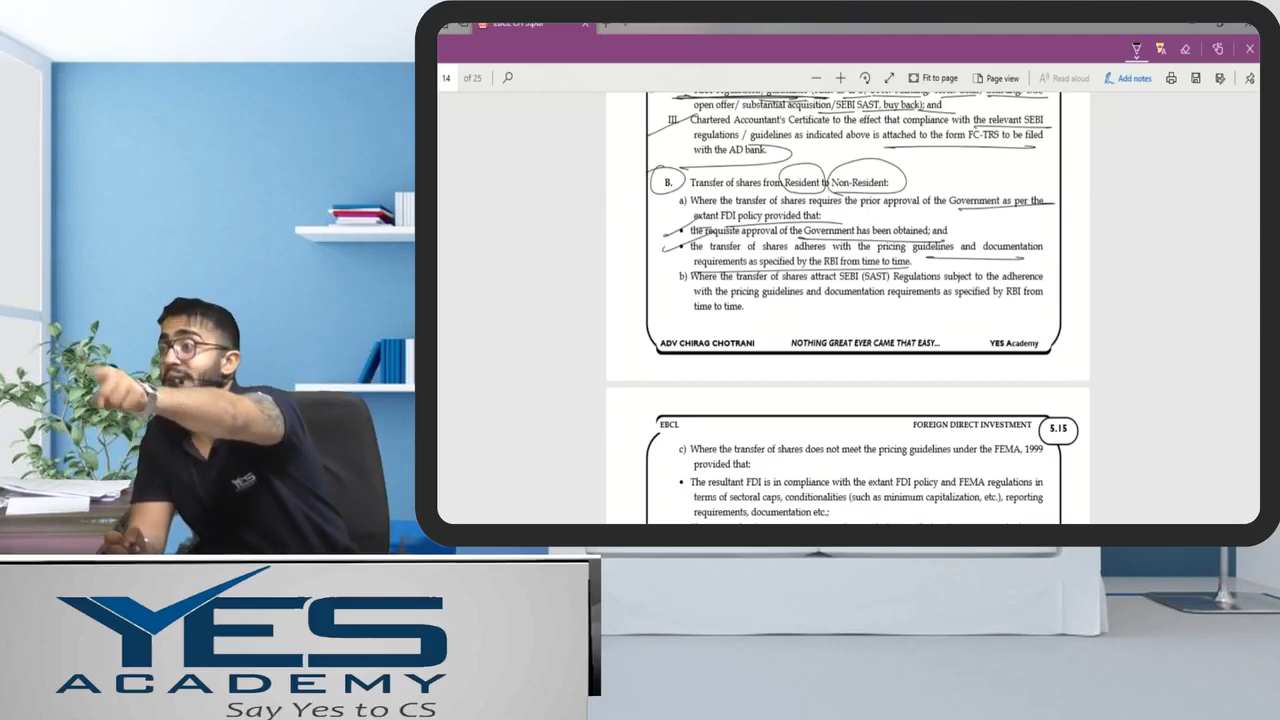 14 of 25
Fit to page
Page view
Read aloud
Add notes
open offer/ substantial acquisition/SEBI SAST, buy back); and
III. Chartered Accountant's Certificate to the effect that compliance with the relevant SEBI
regulations / guidelines as indicated above is attached to the form FC-TRS to be filed
with the AD bank.
B. Transfer of shares from Resident to Non-Resident:
a) Where the transfer of shares requires the prior approval of the Government as per the
extant FDI policy provided that:
• the requisite approval of the Government has been obtained; and
• the transfer of shares adheres with the pricing guidelines and documentation
requirements as specified by the RBI from time to time.
b) Where the transfer of shares attract SEBI (SAST) Regulations subject to the adherence
with the pricing guidelines and documentation requirements as specified by RBI from
time to time.
ADV CHIRAG CHOTRANI NOTHING GREAT EVER CAME THAT EASY... YES Academy
EBCL FOREIGN DIRECT INVESTMENT 5.15
c) Where the transfer of shares does not meet the pricing guidelines under the FEMA, 1999
provided that:
• The resultant FDI is in compliance with the extant FDI policy and FEMA regulations in
terms of sectoral caps, conditionalities (such as minimum capitalization, etc.), reporting
requirements, documentation etc.;
YES
YES
ACADEMY
Say Yes to CS